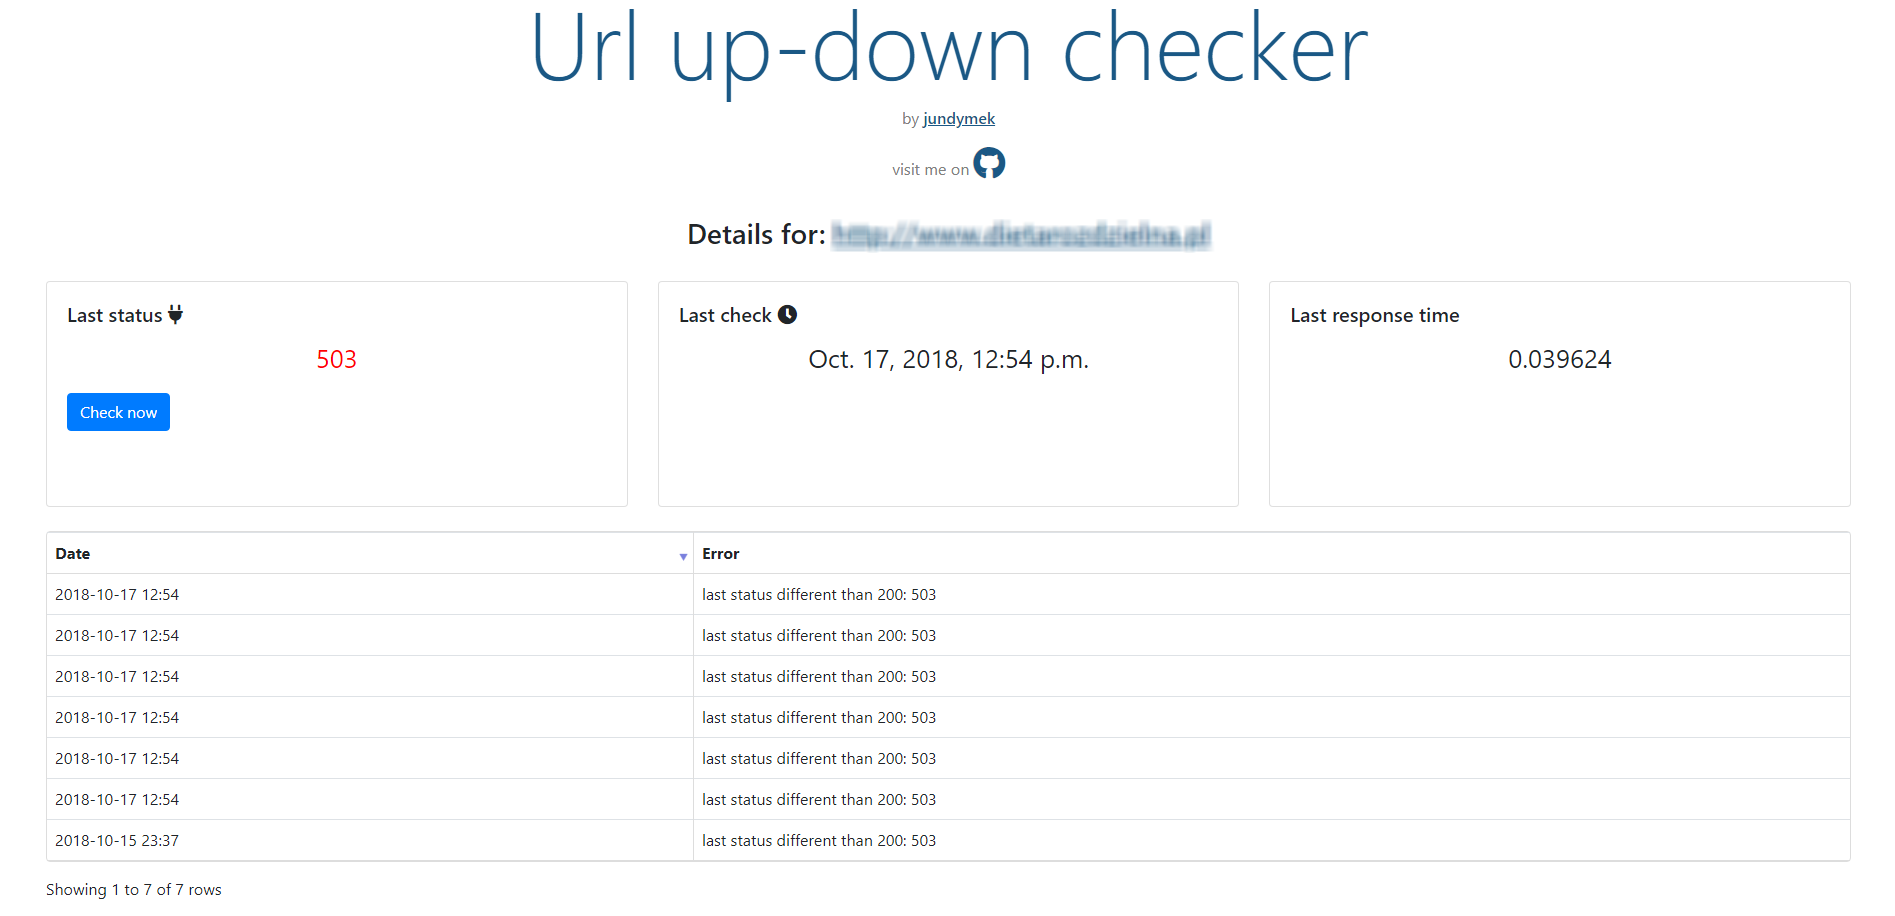 Url up-down checker
by jundymek
visit me on
Details for:
Last status
503
Check now
Last check
Oct. 17, 2018, 12:54 p.m.
Last response time
0.039624
Date Error
2018-10-17 12:54 last status different than 200: 503
2018-10-17 12:54 last status different than 200: 503
2018-10-17 12:54 last status different than 200: 503
2018-10-17 12:54 last status different than 200: 503
2018-10-17 12:54 last status different than 200: 503
2018-10-17 12:54 last status different than 200: 503
2018-10-15 23:37 last status different than 200: 503
Showing 1 to 7 of 7 rows